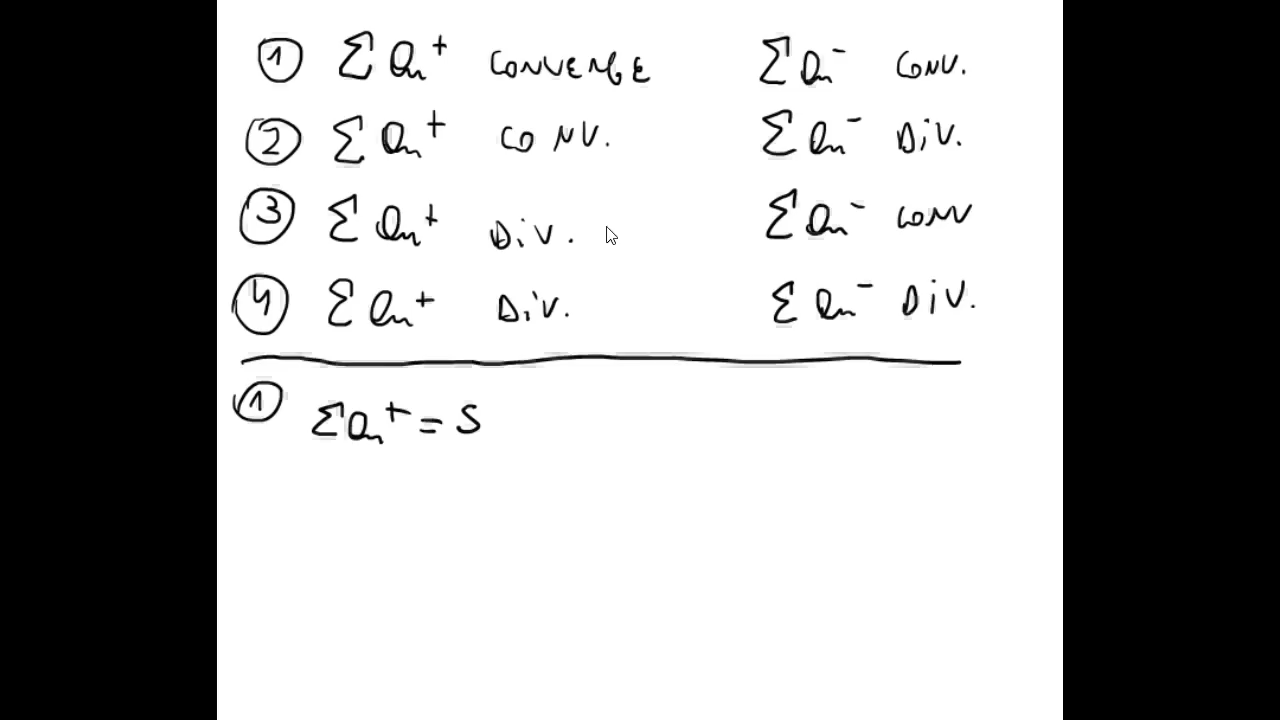 ① Σ an⁺ CONVERGE Σ an⁻ CONV.
② Σ an⁺ CONV. Σ an⁻ DiV.
③ Σ an⁺ DiV. Σ an⁻ CONV
④ Σ an⁺ DiV. Σ an⁻ DiV.
① Σ an⁺ = S